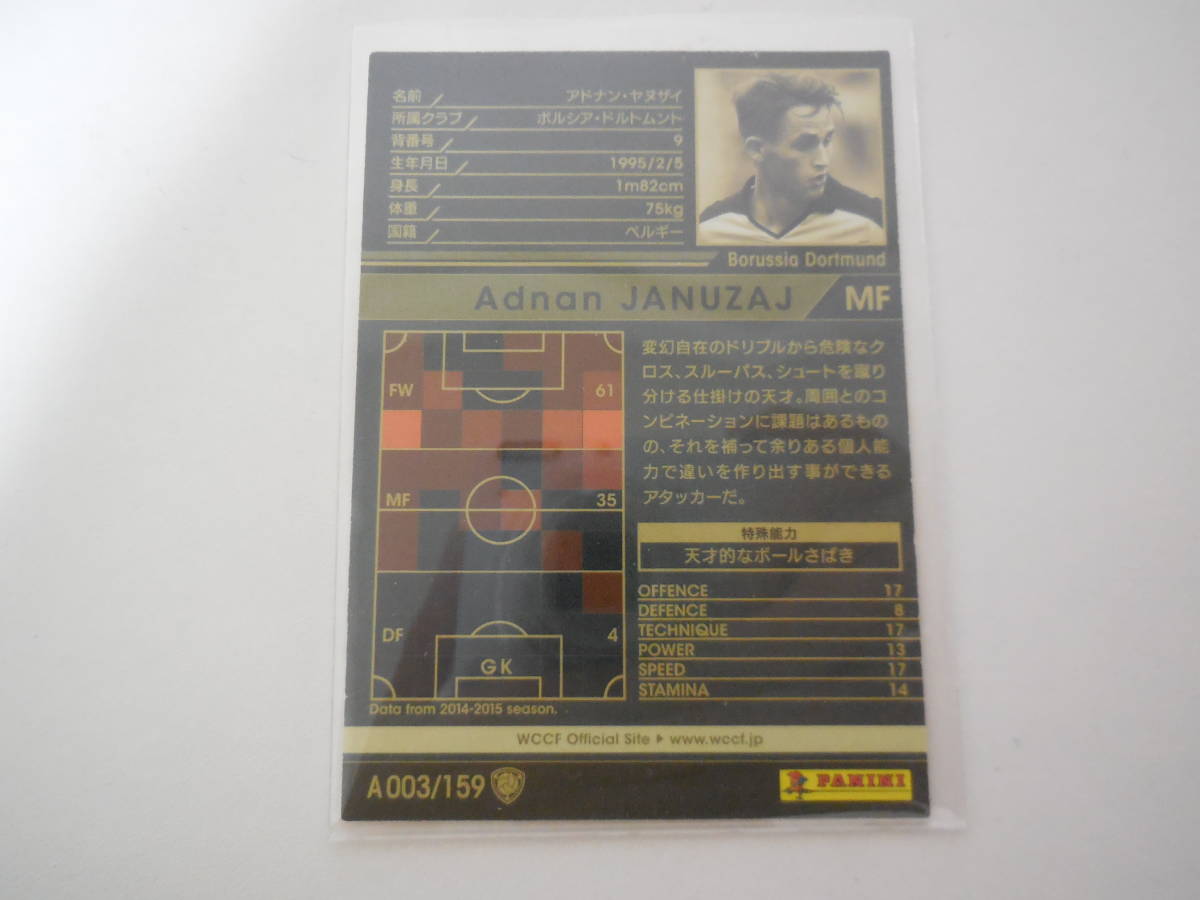 名前 アドナン・ヤヌザイ
所属クラブ ボルシア・ドルトムント
背番号 9
生年月日 1995/2/5
身長 1m82cm
体重 75kg
国籍 ベルギー
Borussia Dortmund
Adnan JANUZAJ MF
FW 61
MF 35
DF 4
GK
Data from 2014-2015 season.
変幻自在のドリブルから危険なク
ロス、スルーパス、シュートを蹴り
分ける仕掛けの天才。周囲とのコ
ンビネーションに課題はあるもの
の、それを補って余りある個人能
力で違いを作り出す事ができる
アタッカーだ。
特殊能力
天才的なボールさばき
OFFENCE 17
DEFENCE 8
TECHNIQUE 17
POWER 13
SPEED 17
STAMINA 14
WCCF Official Site ▶ www.wccf.jp
A003/159
PANINI